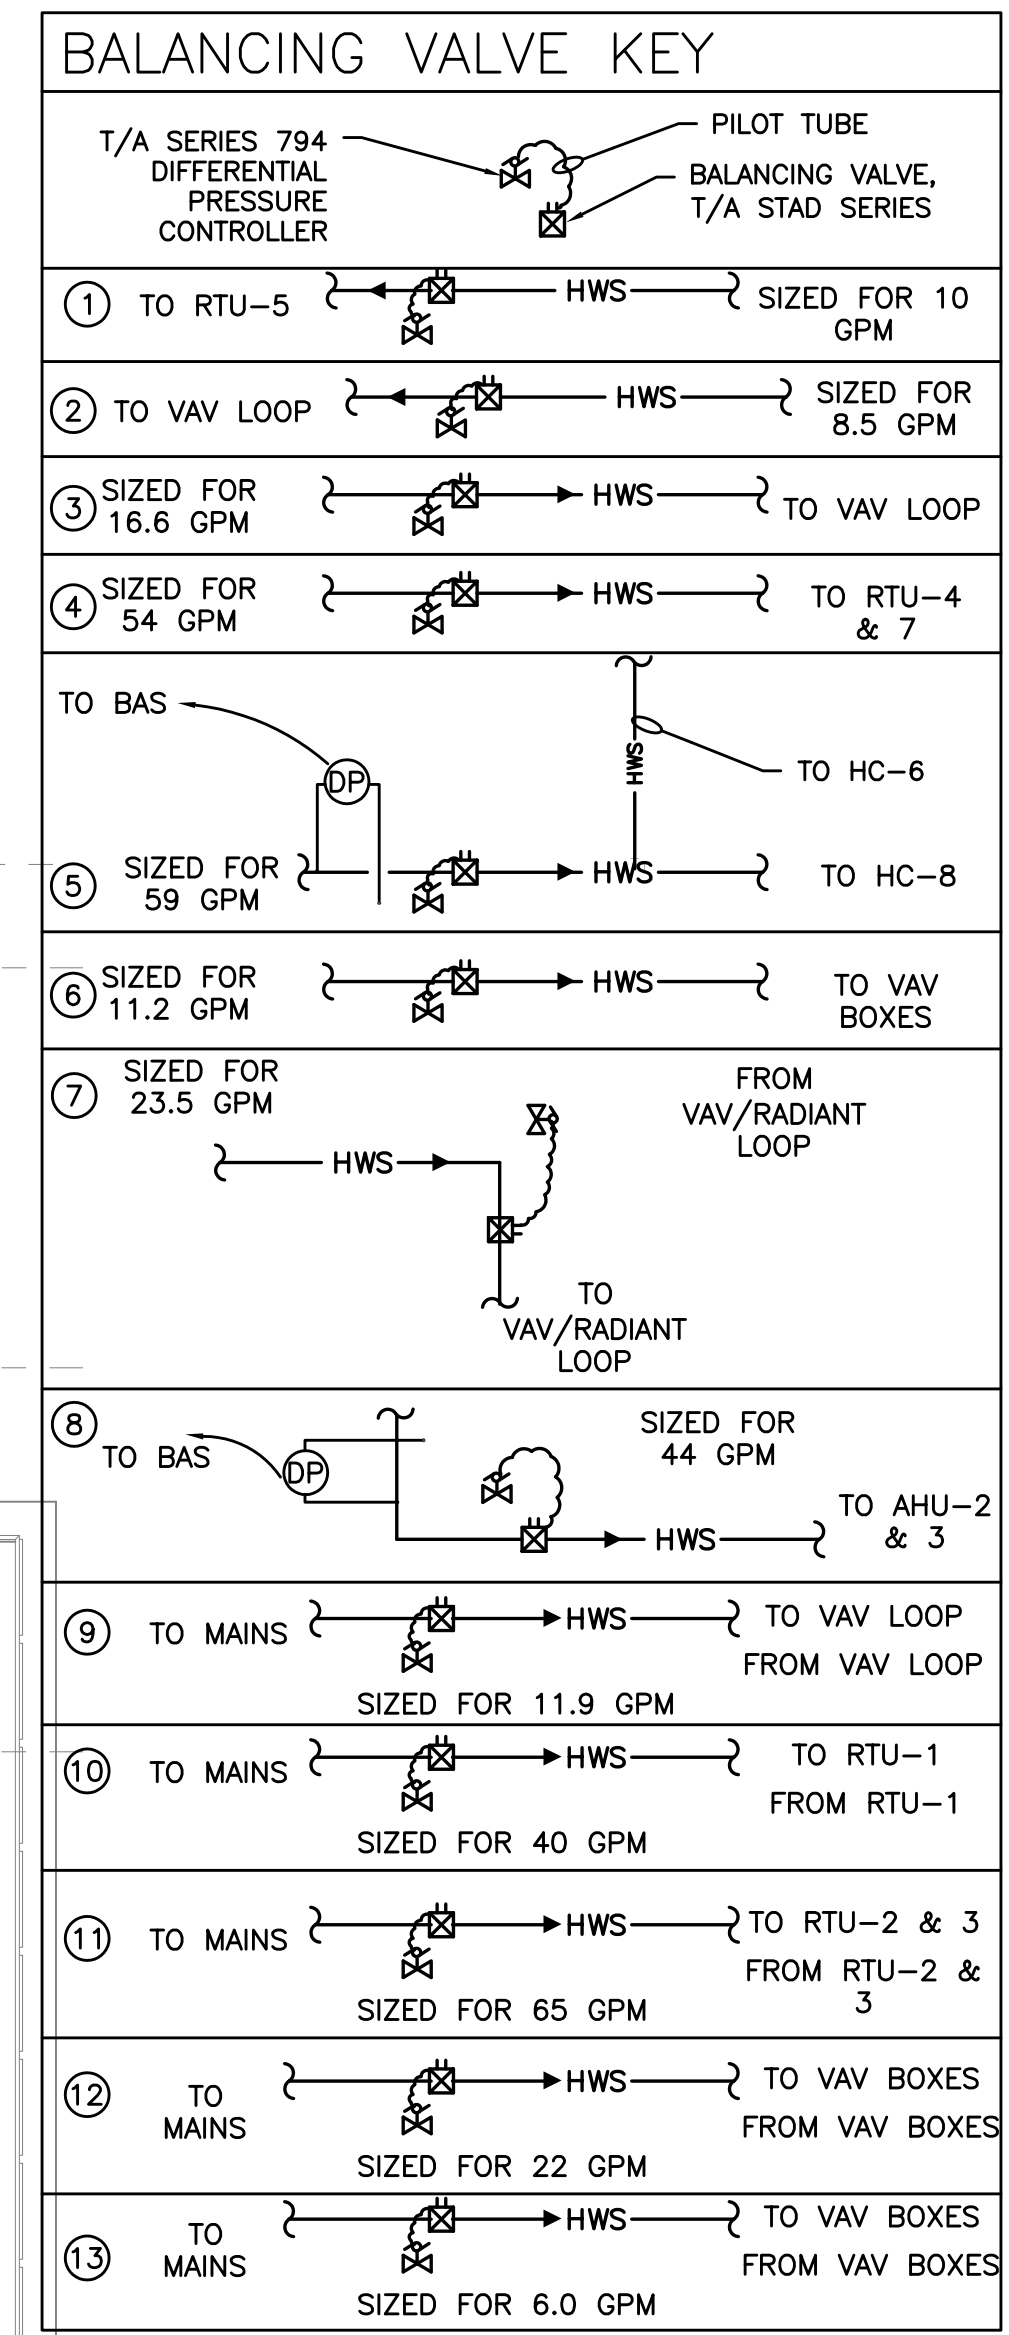 BALANCING VALVE KEY
T/A SERIES 794
DIFFERENTIAL
PRESSURE
CONTROLLER
PILOT TUBE
BALANCING VALVE,
T/A STAD SERIES
1 TO RTU-5 HWS SIZED FOR 10
GPM
2 TO VAV LOOP HWS SIZED FOR
8.5 GPM
3 SIZED FOR
16.6 GPM
HWS
TO VAV LOOP
4 SIZED FOR
54 GPM
HWS
TO RTU-4
& 7
TO BAS
DP
HWS
TO HC-6
5 SIZED FOR
59 GPM
HWS
TO HC-8
6 SIZED FOR
11.2 GPM
HWS
TO VAV
BOXES
7 SIZED FOR
23.5 GPM
FROM
VAV/RADIANT
LOOP
HWS
TO
VAV/RADIANT
LOOP
8
TO BAS
DP
SIZED FOR
44 GPM
HWS
TO AHU-2
& 3
9 TO MAINS HWS TO VAV LOOP
FROM VAV LOOP
SIZED FOR 11.9 GPM
10 TO MAINS HWS TO RTU-1
FROM RTU-1
SIZED FOR 40 GPM
11 TO MAINS HWS TO RTU-2 & 3
FROM RTU-2 &
3
SIZED FOR 65 GPM
12 TO
MAINS
HWS
TO VAV BOXES
FROM VAV BOXES
SIZED FOR 22 GPM
13 TO
MAINS
HWS
TO VAV BOXES
FROM VAV BOXES
SIZED FOR 6.0 GPM